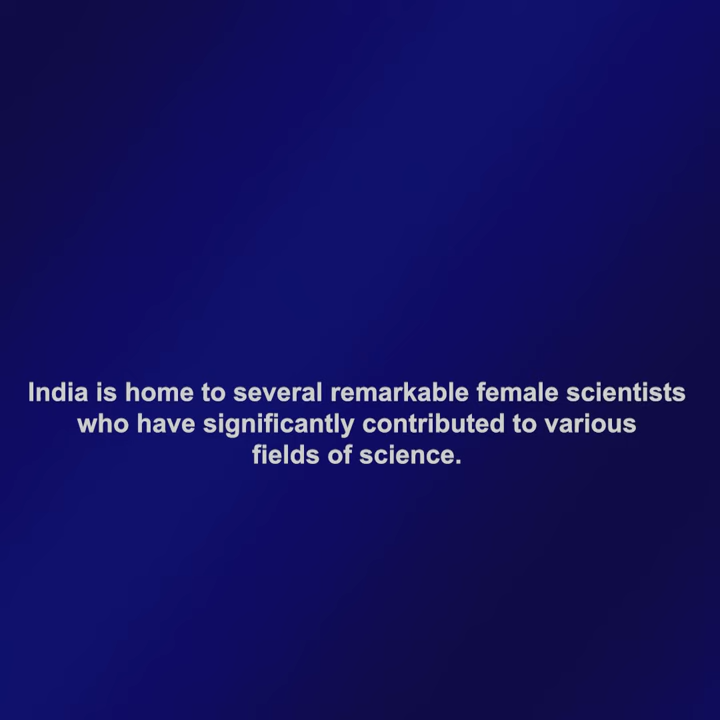 India is home to several remarkable female scientists
who have significantly contributed to various
fields of science.